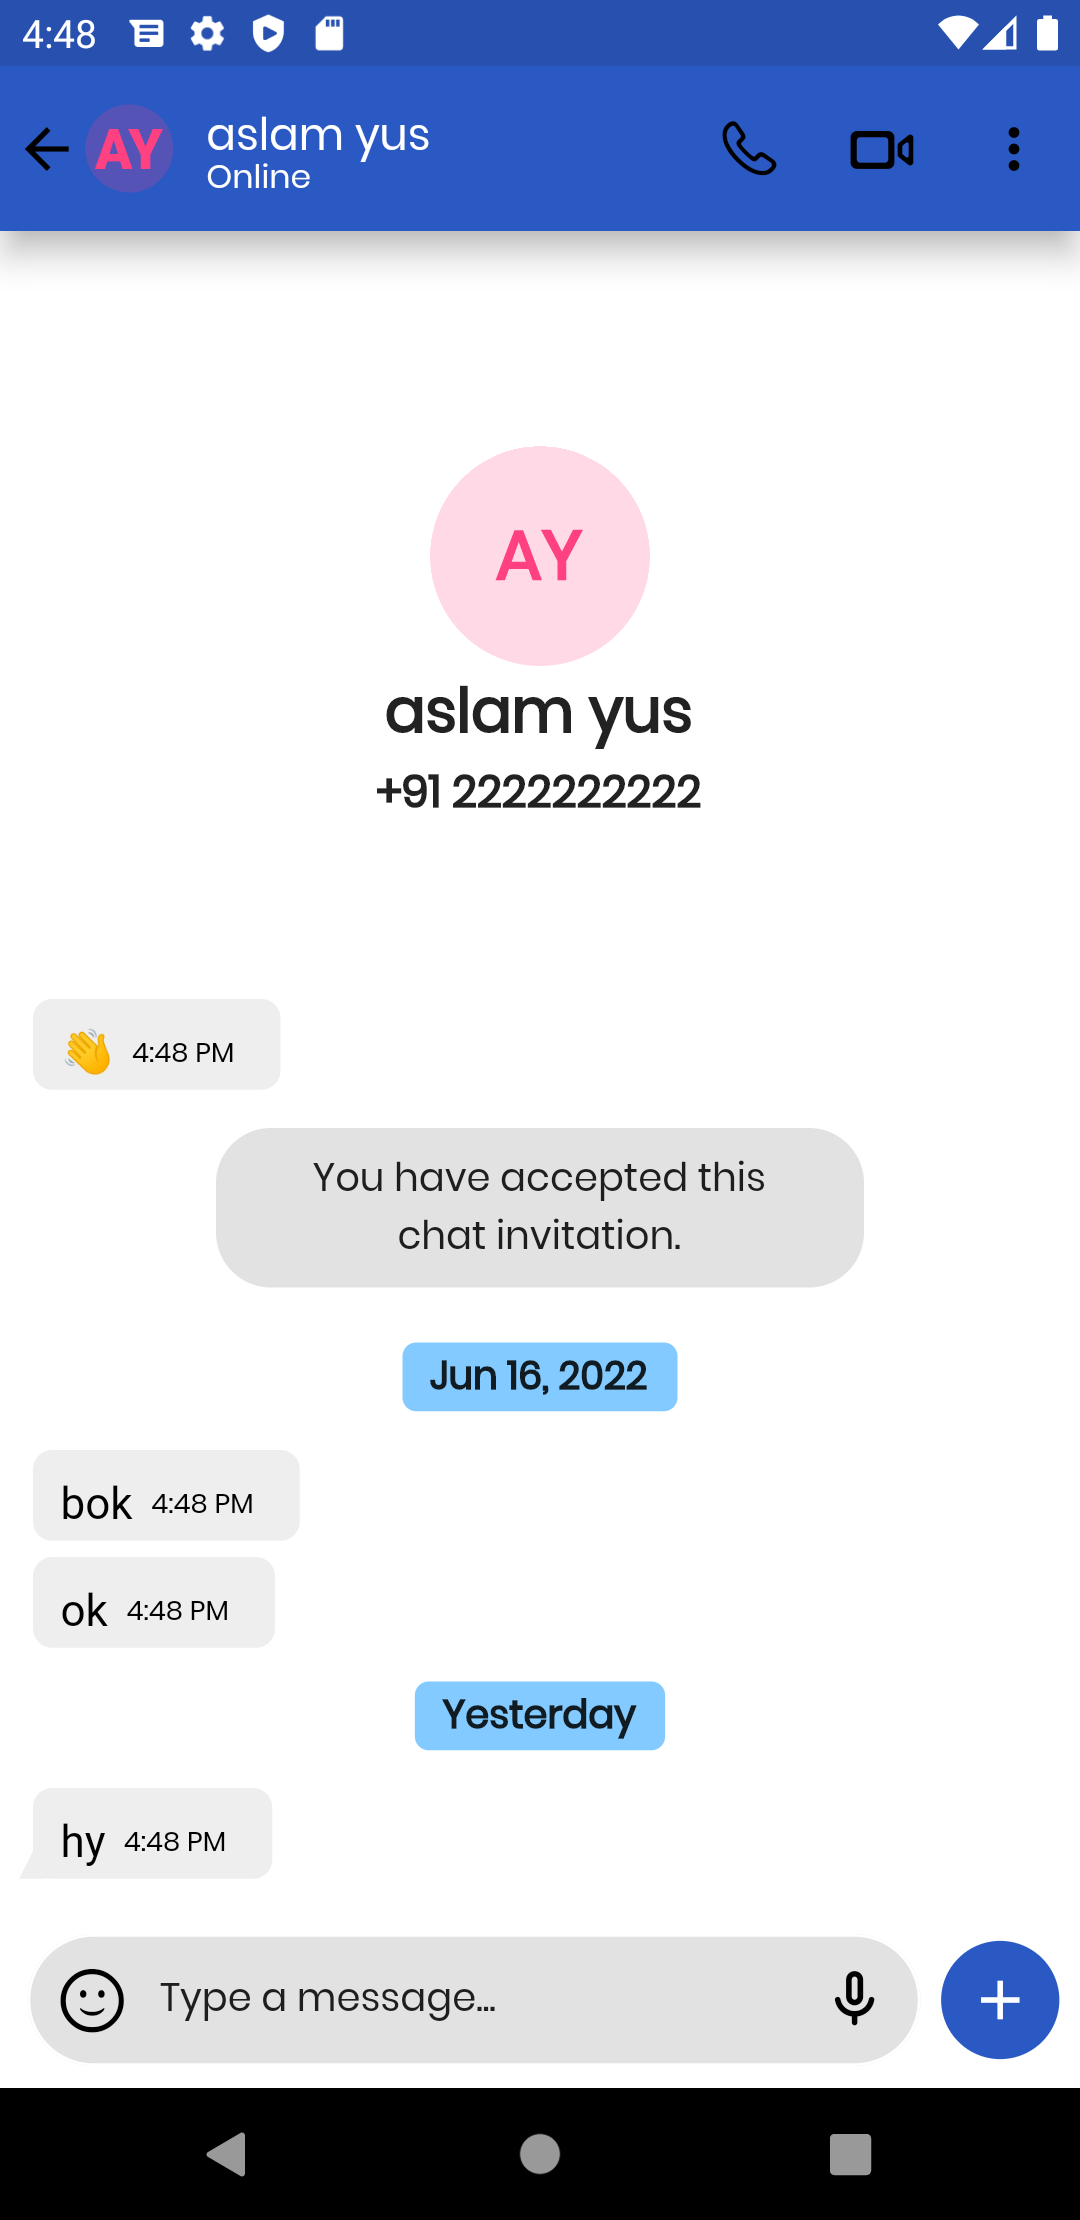 4:48
AY
aslam yus
Online
AY
aslam yus
+91 2222222222
👋 4:48 PM
You have accepted this
chat invitation.
Jun 16, 2022
bok 4:48 PM
ok 4:48 PM
Yesterday
hy 4:48 PM
Type a message...